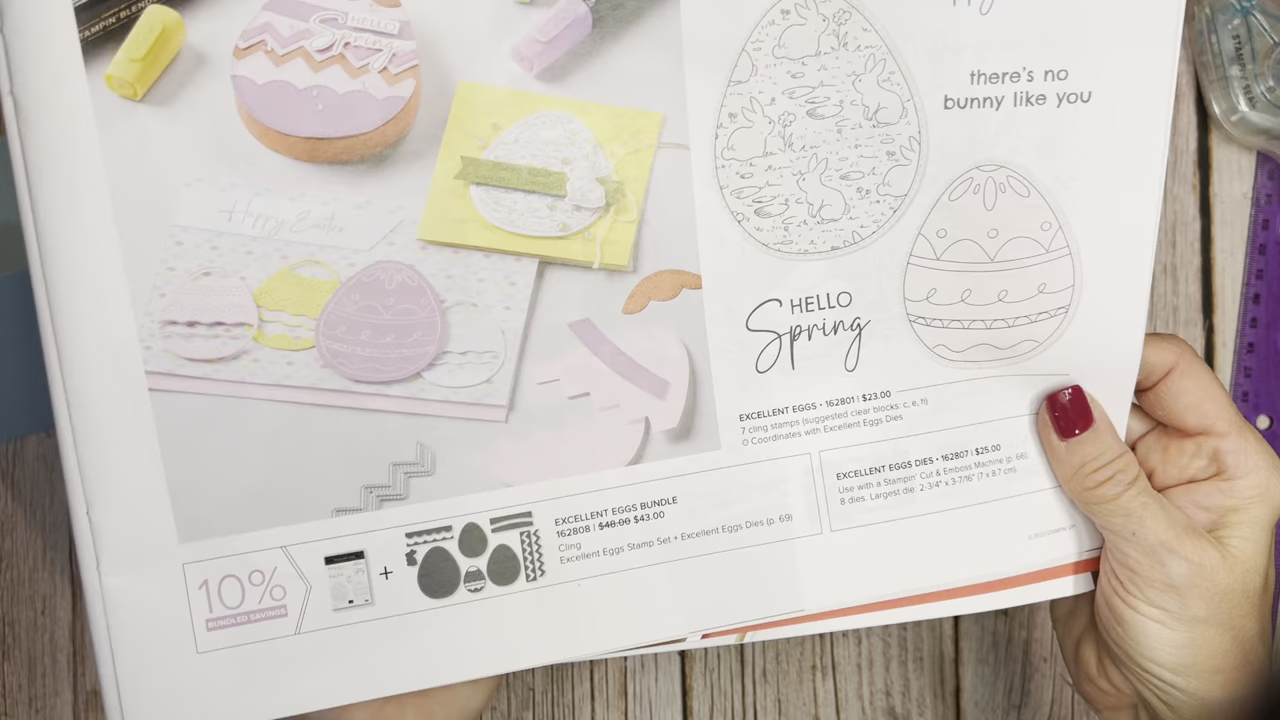 STAMPIN' BLENDS
HELLO
Spring
Happy Easter
there's no
bunny like you
HELLO
Spring
EXCELLENT EGGS • 162801 | $23.00
7 cling stamps (suggested clear blocks: c, e, h)
Coordinates with Excellent Eggs Dies
EXCELLENT EGGS DIES • 162807 | $25.00
Use with a Stampin' Cut & Emboss Machine (p. 66).
8 dies. Largest die: 2-3/4" x 3-7/16" (7 x 8.7 cm).
10%
BUNDLED SAVINGS
+
EXCELLENT EGGS BUNDLE
162808 | $48.00 $43.00
Cling
Excellent Eggs Stamp Set + Excellent Eggs Dies (p. 69)